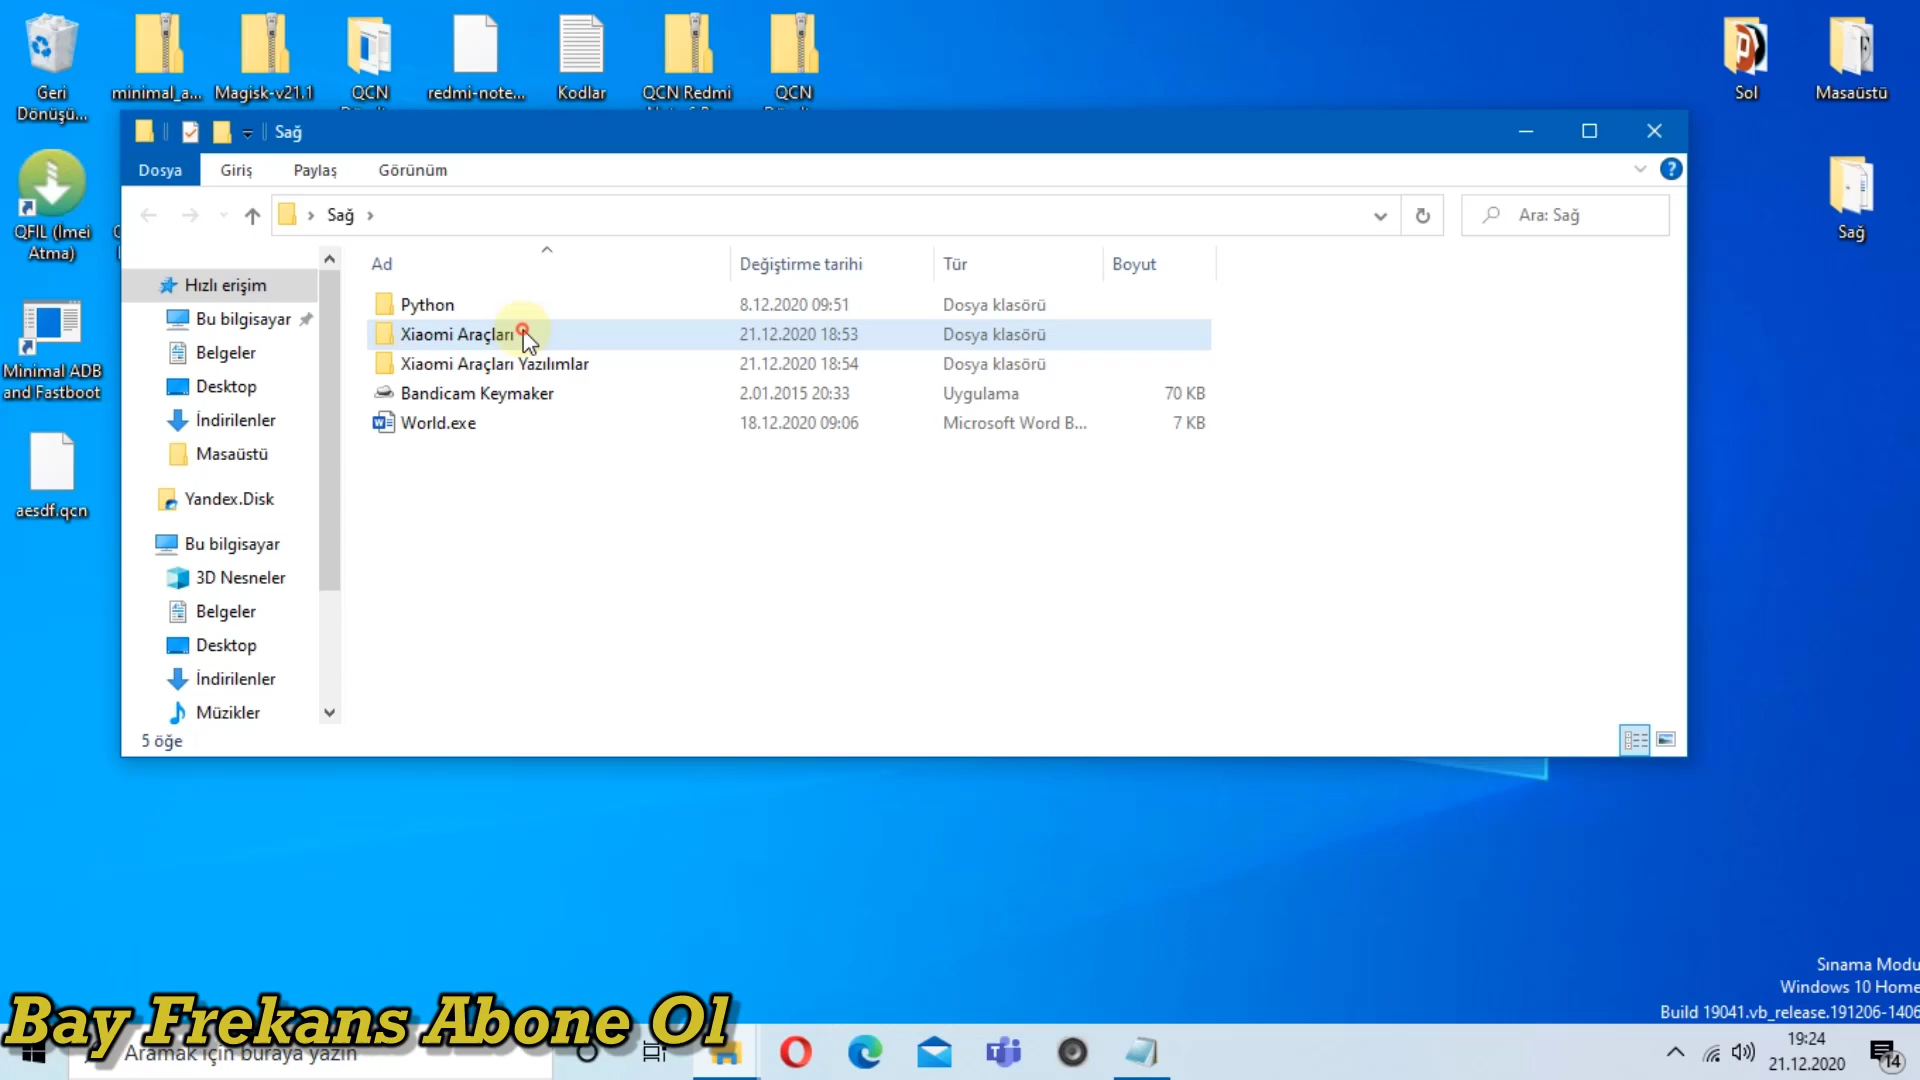 Geri
Dönüşü...
minimal_a...
Magisk-v21.1
QCN
redmi-note...
Kodlar
QCN Redmi
QCN
Sol
Masaüstü
Sağ
QFIL (Imei
Atma)
Minimal ADB
and Fastboot
aesdf.qcn
Sağ
Dosya
Giriş
Paylaş
Görünüm
Sağ
Ara: Sağ
Ad
Değiştirme tarihi
Tür
Boyut
Python
8.12.2020 09:51
Dosya klasörü
Xiaomi Araçları
21.12.2020 18:53
Dosya klasörü
Xiaomi Araçları Yazılımlar
21.12.2020 18:54
Dosya klasörü
Bandicam Keymaker
2.01.2015 20:33
Uygulama
70 KB
World.exe
18.12.2020 09:06
Microsoft Word B...
7 KB
Hızlı erişim
Bu bilgisayar
Belgeler
Desktop
İndirilenler
Masaüstü
Yandex.Disk
Bu bilgisayar
3D Nesneler
Belgeler
Desktop
İndirilenler
Müzikler
5 öğe
Sınama Modu
Windows 10 Home
Build 19041.vb_release.191206-1406
Bay Frekans Abone Ol
Aramak için buraya yazın
19:24
21.12.2020
14